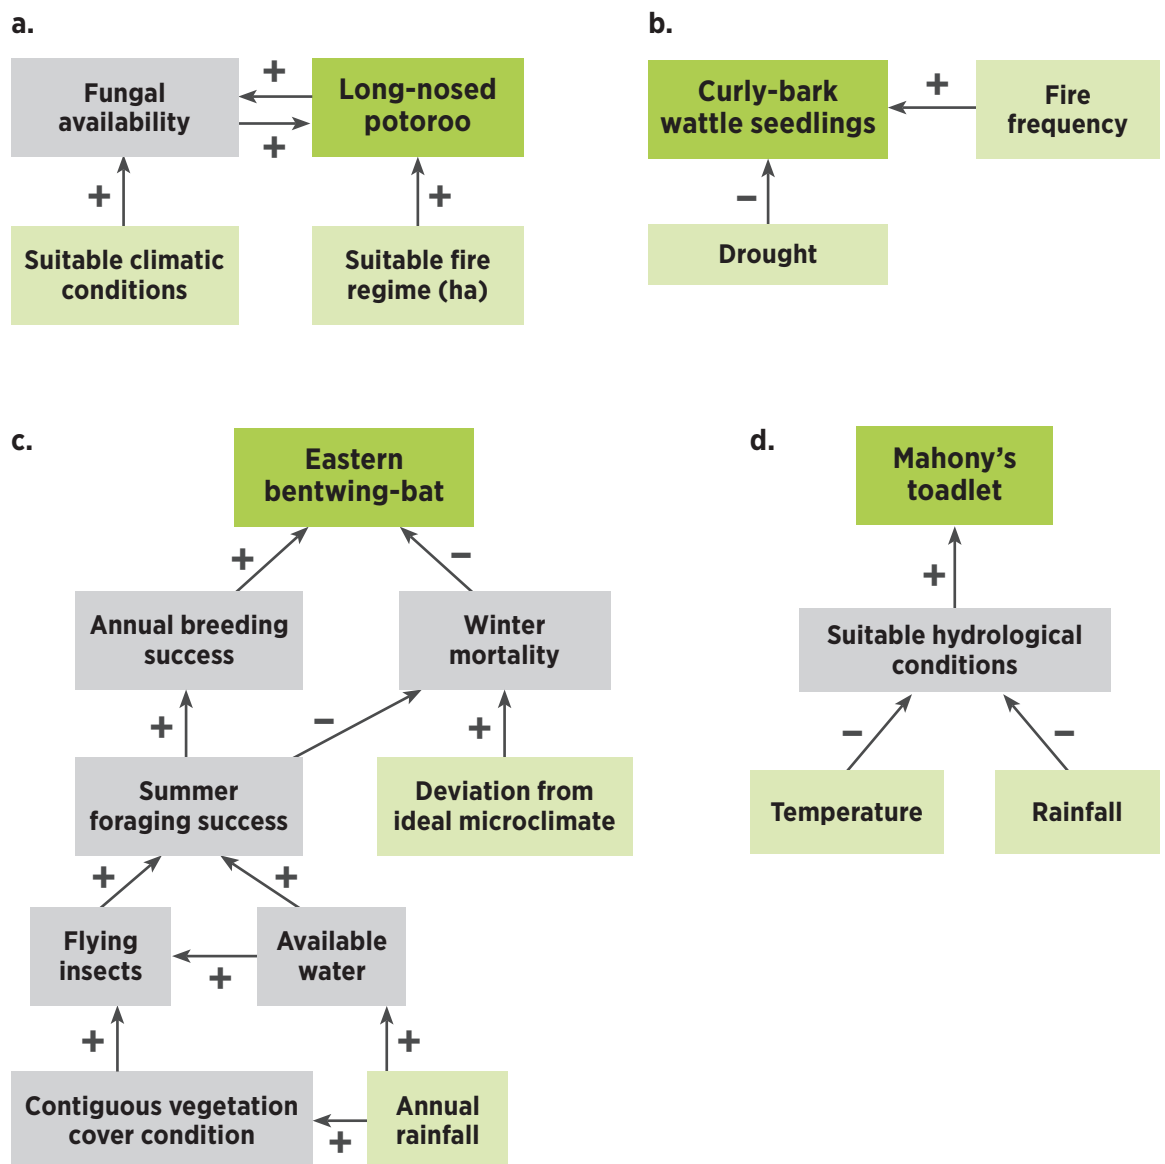 a.
Fungal
availability
+
Long-nosed
potoroo
+
+
+
Suitable climatic
conditions
Suitable fire
regime (ha)
b.
Curly-bark
wattle seedlings
+
Fire
frequency
–
Drought
c.
Eastern
bentwing-bat
+
–
Annual breeding
success
Winter
mortality
+
–
+
Summer
foraging success
Deviation from
ideal microclimate
+
+
Flying
insects
Available
water
+
+
+
Contiguous vegetation
cover condition
+
Annual
rainfall
d.
Mahony’s
toadlet
+
Suitable hydrological
conditions
–
–
Temperature
Rainfall